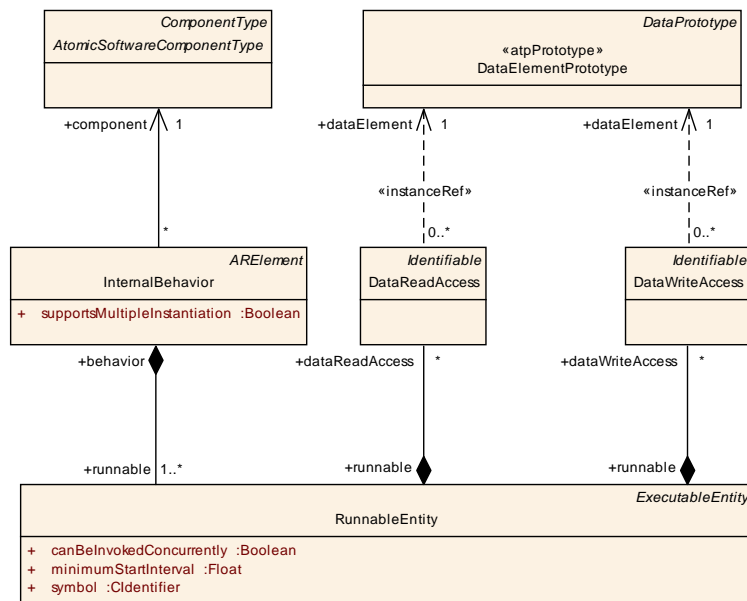 ComponentType
AtomicSoftwareComponentType
DataPrototype
«atpPrototype»
DataElementPrototype
+component 1
+dataElement 1
+dataElement 1
«instanceRef»
«instanceRef»
*
0..*
0..*
ARElement
InternalBehavior
+ supportsMultipleInstantiation :Boolean
Identifiable
DataReadAccess
Identifiable
DataWriteAccess
+behavior
+dataReadAccess *
+dataWriteAccess *
+runnable 1..*
+runnable
+runnable
ExecutableEntity
RunnableEntity
+ canBeInvokedConcurrently :Boolean
+ minimumStartInterval :Float
+ symbol :CIdentifier